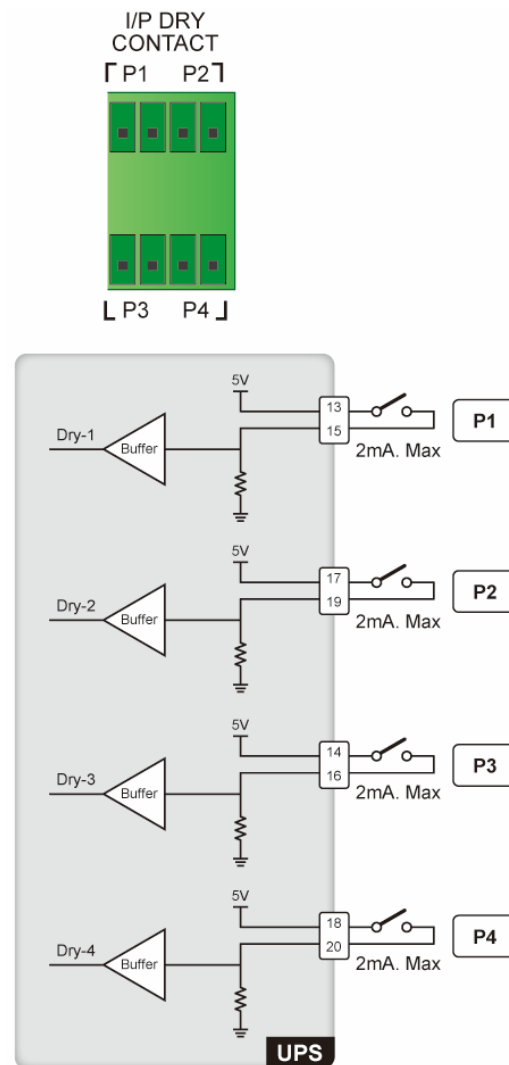 I/P DRY
CONTACT
P1 P2
P3 P4
5V
13
Dry-1
Buffer
15
2mA. Max
P1
5V
17
Dry-2
Buffer
19
2mA. Max
P2
5V
14
Dry-3
Buffer
16
2mA. Max
P3
5V
18
Dry-4
Buffer
20
2mA. Max
P4
UPS